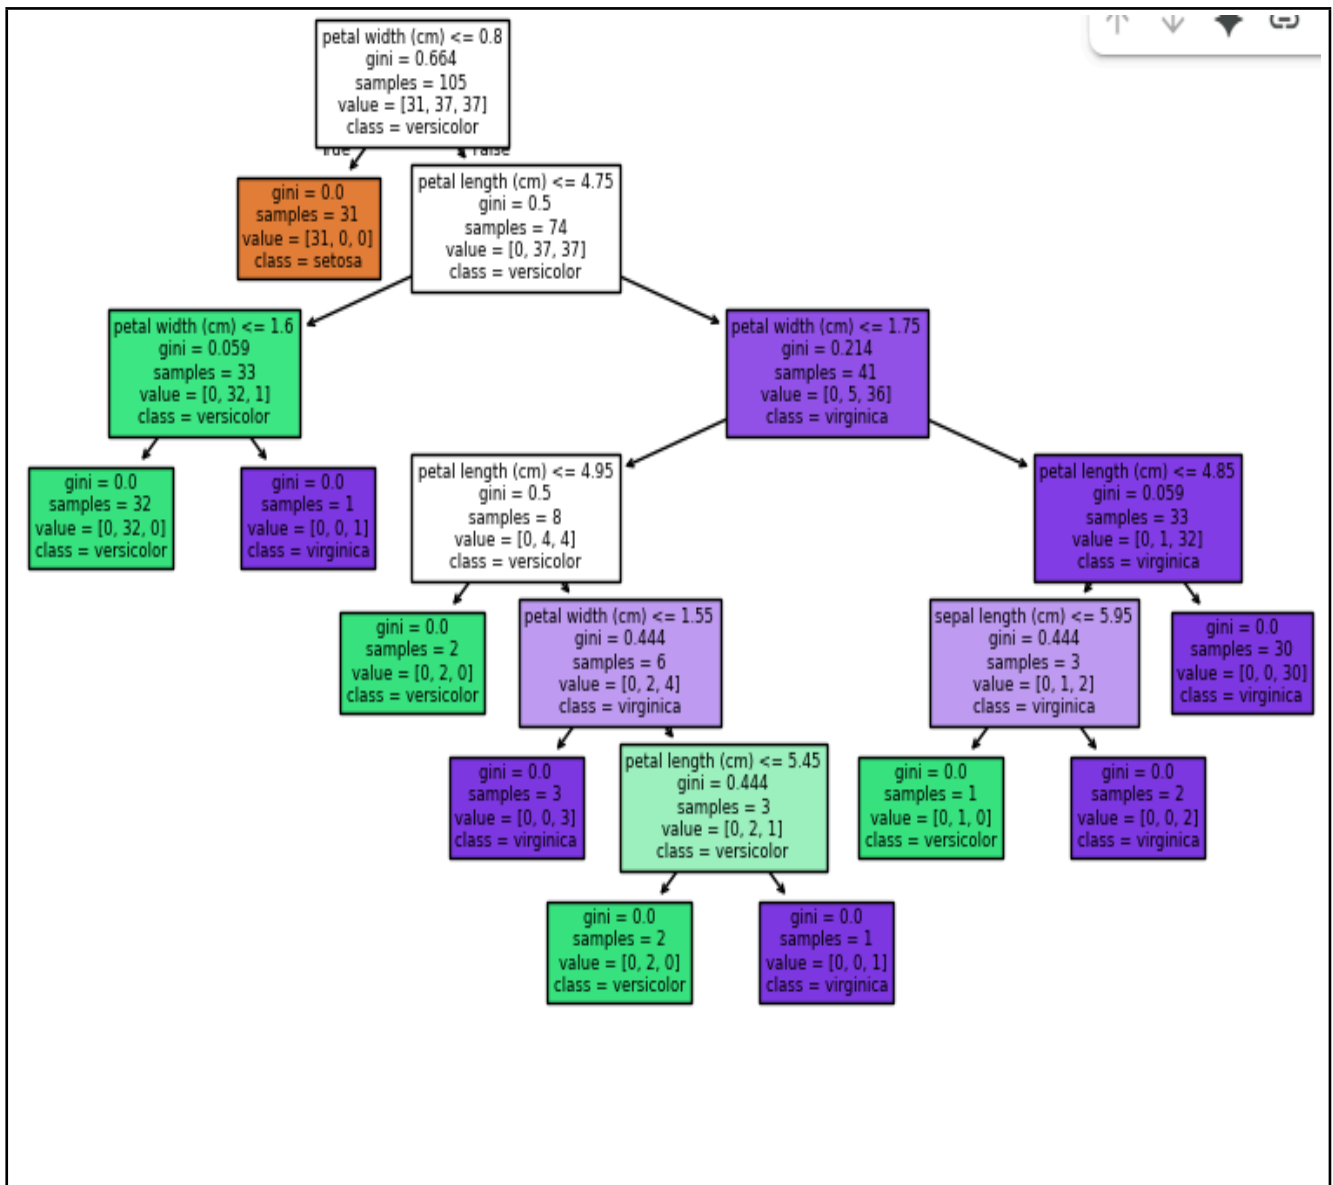 petal width (cm) <= 0.8
gini = 0.664
samples = 105
value = [31, 37, 37]
class = versicolor
True
False
gini = 0.0
samples = 31
value = [31, 0, 0]
class = setosa
petal length (cm) <= 4.75
gini = 0.5
samples = 74
value = [0, 37, 37]
class = versicolor
petal width (cm) <= 1.6
gini = 0.059
samples = 33
value = [0, 32, 1]
class = versicolor
petal width (cm) <= 1.75
gini = 0.214
samples = 41
value = [0, 5, 36]
class = virginica
gini = 0.0
samples = 32
value = [0, 32, 0]
class = versicolor
gini = 0.0
samples = 1
value = [0, 0, 1]
class = virginica
petal length (cm) <= 4.95
gini = 0.5
samples = 8
value = [0, 4, 4]
class = versicolor
petal length (cm) <= 4.85
gini = 0.059
samples = 33
value = [0, 1, 32]
class = virginica
gini = 0.0
samples = 2
value = [0, 2, 0]
class = versicolor
petal width (cm) <= 1.55
gini = 0.444
samples = 6
value = [0, 2, 4]
class = virginica
sepal length (cm) <= 5.95
gini = 0.444
samples = 3
value = [0, 1, 2]
class = virginica
gini = 0.0
samples = 30
value = [0, 0, 30]
class = virginica
gini = 0.0
samples = 3
value = [0, 0, 3]
class = virginica
petal length (cm) <= 5.45
gini = 0.444
samples = 3
value = [0, 2, 1]
class = versicolor
gini = 0.0
samples = 1
value = [0, 1, 0]
class = versicolor
gini = 0.0
samples = 2
value = [0, 0, 2]
class = virginica
gini = 0.0
samples = 2
value = [0, 2, 0]
class = versicolor
gini = 0.0
samples = 1
value = [0, 0, 1]
class = virginica